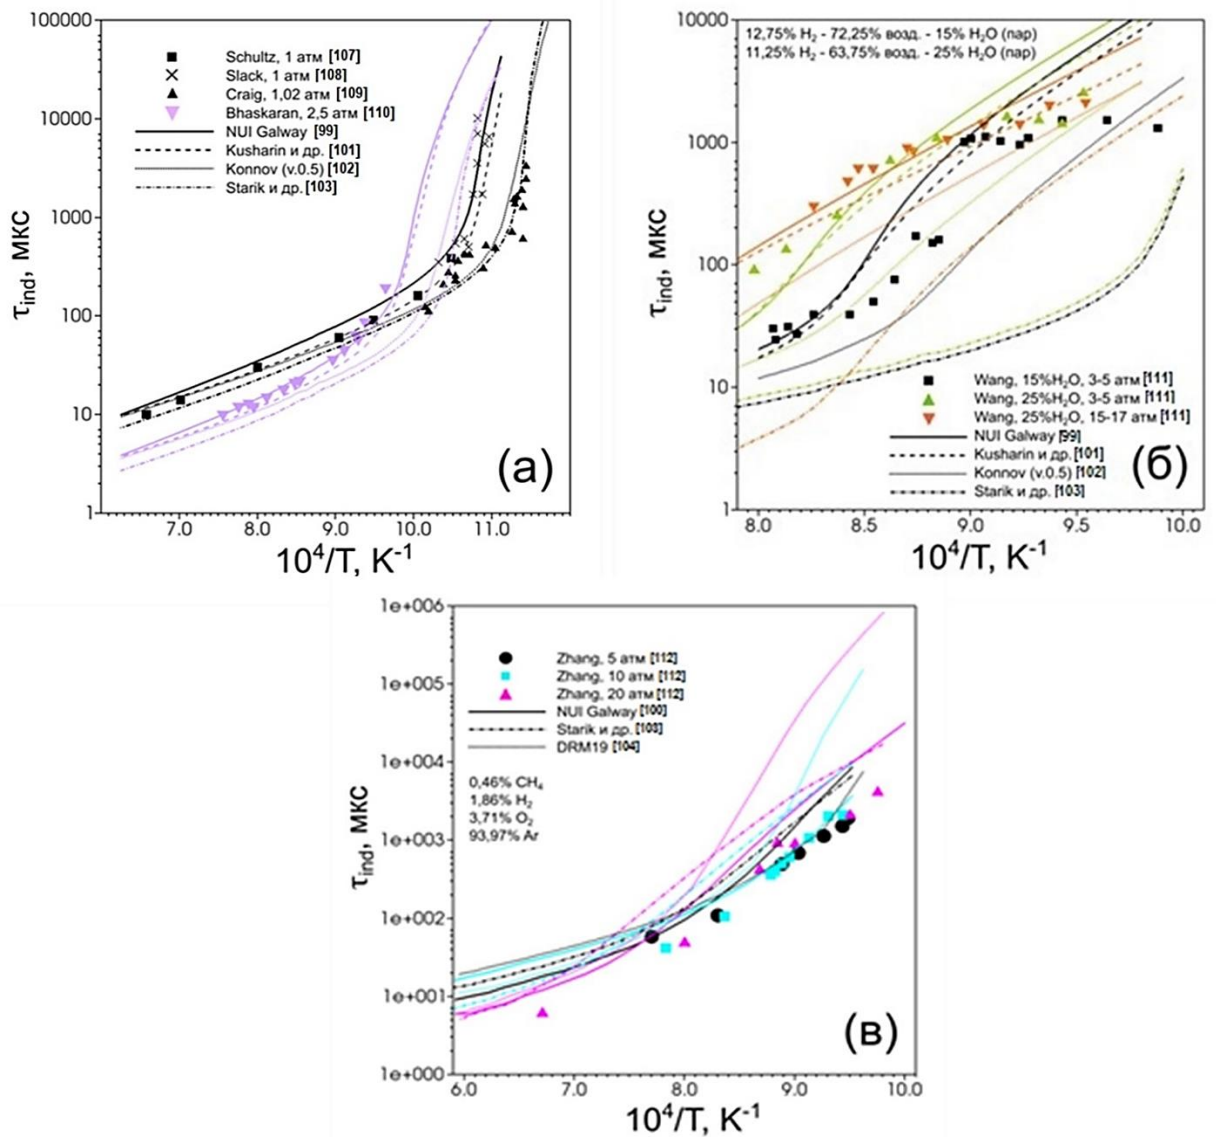 100000
10000
1000
100
10
1
τind, МКС
Schultz, 1 атм [107]
Slack, 1 атм [108]
Craig, 1,02 атм [109]
Bhaskaran, 2,5 атм [110]
NUI Galway [99]
Kusharin и др. [101]
Konnov (v.0.5) [102]
Starik и др. [103]
(а)
7.0 8.0 9.0 10.0 11.0
10⁴/T, K⁻¹
10000
1000
100
10
1
τind, МКС
12,75% H₂ - 72,25% возд. - 15% H₂O (пар)
11,25% H₂ - 63,75% возд. - 25% H₂O (пар)
Wang, 15%H₂O, 3-5 атм [111]
Wang, 25%H₂O, 3-5 атм [111]
Wang, 25%H₂O, 15-17 атм [111]
NUI Galway [99]
Kusharin и др. [101]
Konnov (v.0.5) [102]
Starik и др. [103]
(б)
8.0 8.5 9.0 9.5 10.0
10⁴/T, K⁻¹
1e+006
1e+005
1e+004
1e+003
1e+002
1e+001
1e+000
τind, МКС
Zhang, 5 атм [112]
Zhang, 10 атм [112]
Zhang, 20 атм [112]
NUI Galway [100]
Starik и др. [103]
DRM19 [104]
0,46% CH₄
1,86% H₂
3,71% O₂
93,97% Ar
(в)
6.0 7.0 8.0 9.0 10.0
10⁴/T, K⁻¹